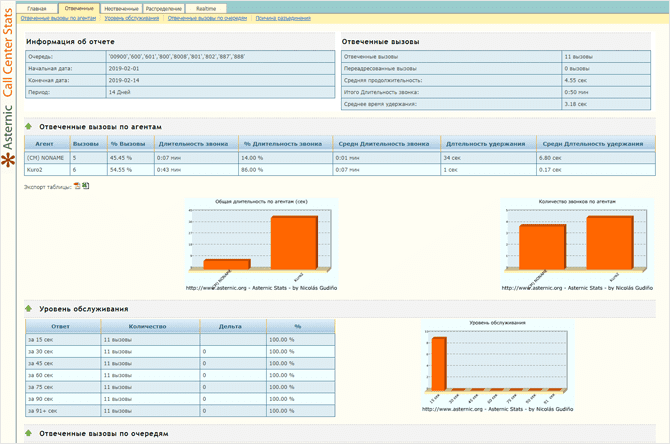 Asternic Call Center Stats
Главная Отвеченные Неотвеченные Распределение Realtime
Отвеченные вызовы по агентам Уровень обслуживания Отвеченные вызовы по очередям Причина разъединения
Информация об отчете
Очереди: '00900','600','601','800','8008','801','802','887','888'
Начальная дата: 2019-02-01
Конечная дата: 2019-02-14
Период: 14 Дней
Отвеченные вызовы
Отвеченные вызовы 11 вызовы
Переадресованные вызовы 0 вызовы
Средняя продолжительность: 4.55 сек
Итого Длительность звонка: 0:50 мин
Среднее время удержания: 3.18 сек
Отвеченные вызовы по агентам
Агент Вызовы % Вызовы Длительность звонка % Длительность звонка Средн Длительность звонка Длтельность удержания Средн Длительность удержания
(CM) NONAME 5 45.45 % 0:07 мин 14.00 % 0:01 мин 34 сек 6.80 сек
Kuro2 6 54.55 % 0:43 мин 86.00 % 0:07 мин 1 сек 0.17 сек
Экспорт таблицы:
Общая длительность по агентам (сек)
(CM) NONAME
Kuro2
http://www.asternic.org - Asternic Stats - by Nicolás Gudiño
Количество звонков по агентам
(CM) NONAME
Kuro2
http://www.asternic.org - Asternic Stats - by Nicolás Gudiño
Уровень обслуживания
Ответ Количество Дельта %
за 15 сек 11 вызовы 100.00 %
за 30 сек 11 вызовы 0 100.00 %
за 45 сек 11 вызовы 0 100.00 %
за 60 сек 11 вызовы 0 100.00 %
за 75 сек 11 вызовы 0 100.00 %
за 90 сек 11 вызовы 0 100.00 %
за 91+ сек 11 вызовы 0 100.00 %
Уровень обслуживания
15 сек 30 сек 45 сек 60 сек 75 сек 90 сек 91 сек
http://www.asternic.org - Asternic Stats - by Nicolás Gudiño
Отвеченные вызовы по очередям